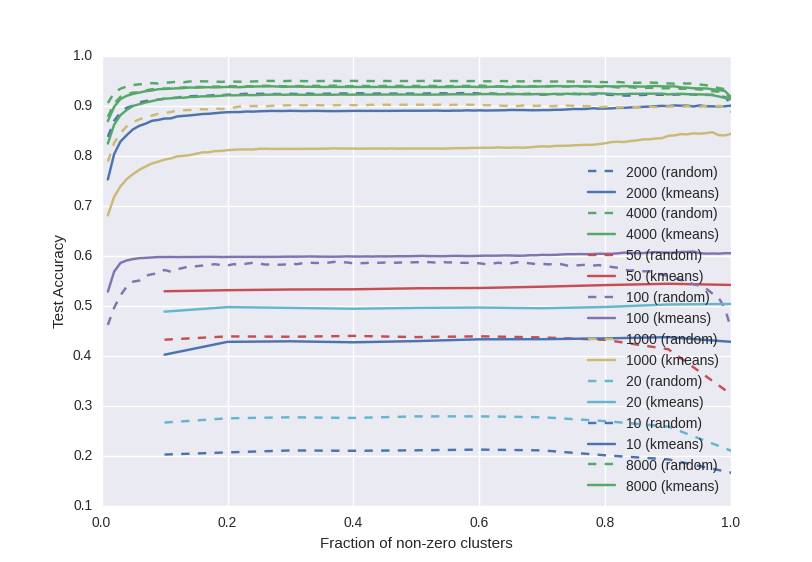 1.0
0.9
0.8
0.7
0.6
0.5
0.4
0.3
0.2
0.1
Test Accuracy
2000 (random)
2000 (kmeans)
4000 (random)
4000 (kmeans)
50 (random)
50 (kmeans)
100 (random)
100 (kmeans)
1000 (random)
1000 (kmeans)
20 (random)
20 (kmeans)
10 (random)
10 (kmeans)
8000 (random)
8000 (kmeans)
0.0 0.2 0.4 0.6 0.8 1.0
Fraction of non-zero clusters